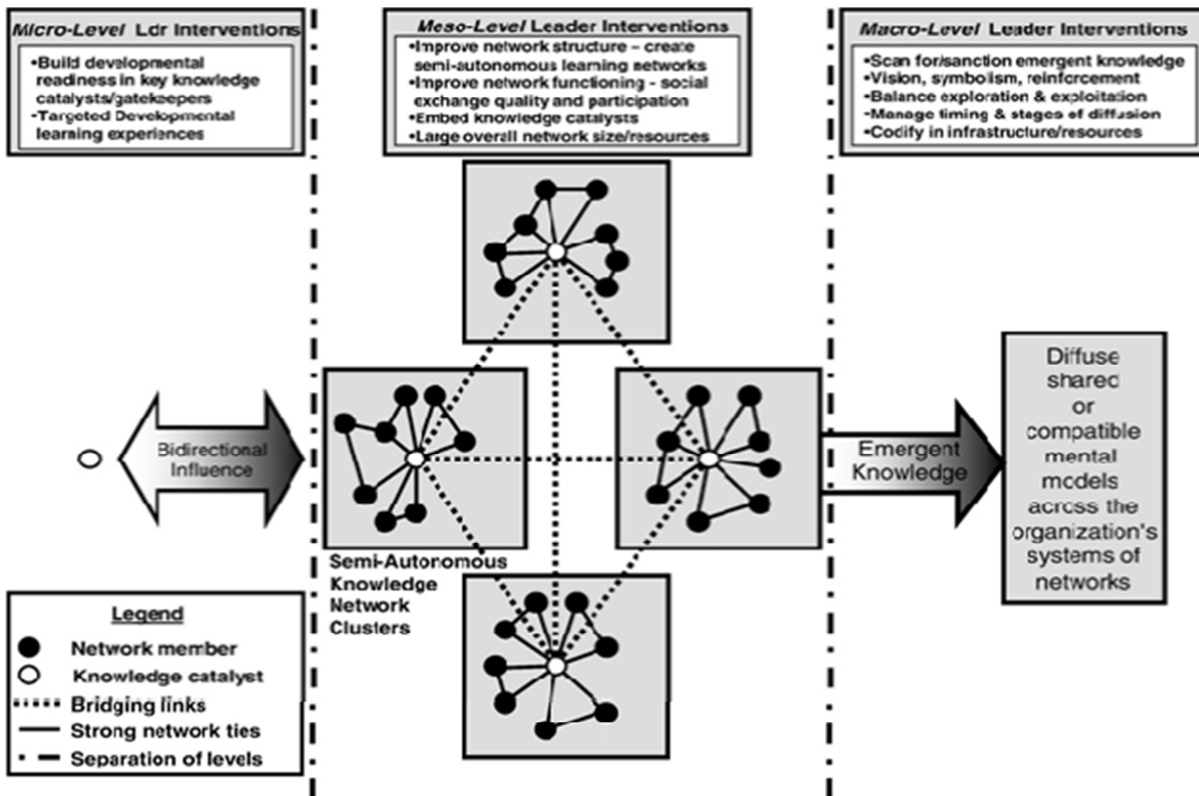 Micro-Level Ldr Interventions
•Build developmental
readiness in key knowledge
catalysts/gatekeepers
•Targeted Developmental
learning experiences
Meso-Level Leader Interventions
•Improve network structure – create
semi-autonomous learning networks
•Improve network functioning - social
exchange quality and participation
•Embed knowledge catalysts
•Large overall network size/resources
Macro-Level Leader Interventions
•Scan for/sanction emergent knowledge
•Vision, symbolism, reinforcement
•Balance exploration & exploitation
•Manage timing & stages of diffusion
•Codify in infrastructure/resources
Bidirectional
Influence
Emergent
Knowledge
Diffuse
shared
or
compatible
mental
models
across the
organization's
systems of
networks
Semi-Autonomous
Knowledge
Network
Clusters
Legend
Network member
Knowledge catalyst
Bridging links
Strong network ties
Separation of levels